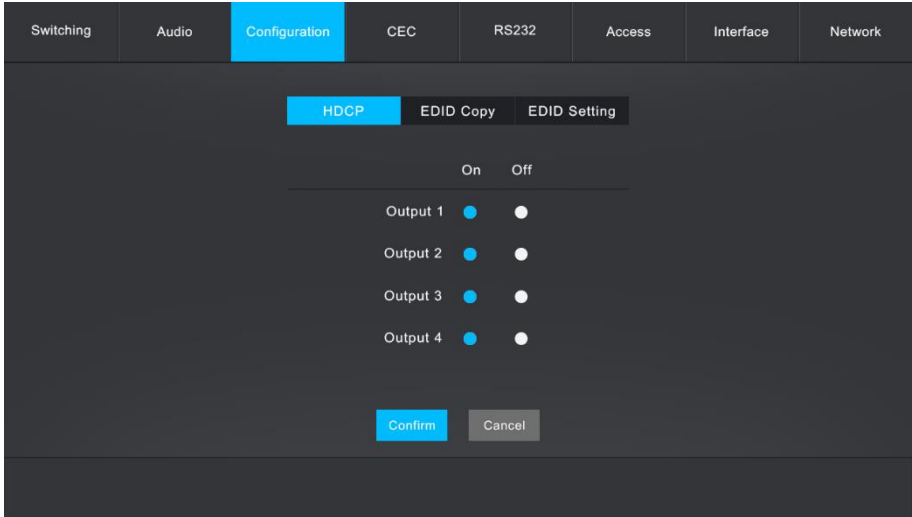 Switching Audio Configuration CEC RS232 Access Interface Network
HDCP EDID Copy EDID Setting
On Off
Output 1
Output 2
Output 3
Output 4
Confirm Cancel